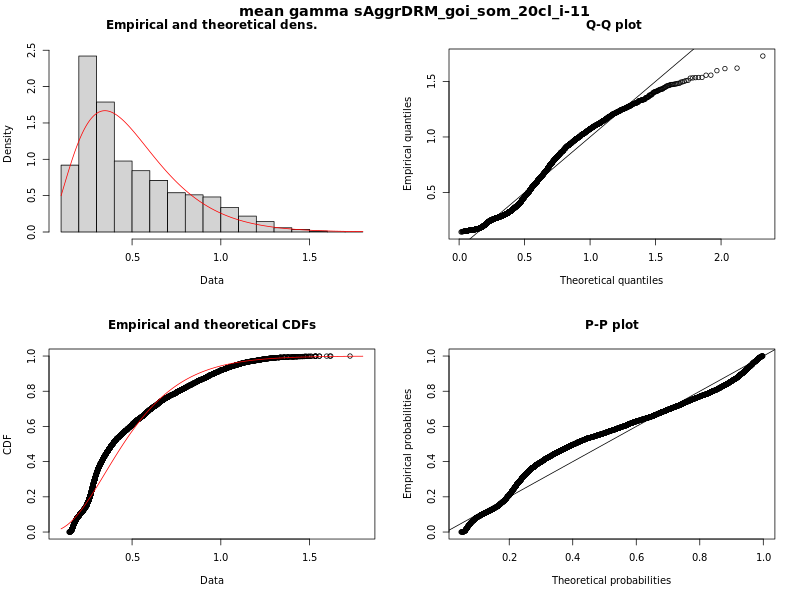 mean gamma sAggrDRM_goi_som_20cl_i-11
Empirical and theoretical dens.
Density
0.0 0.5 1.0 1.5 2.0 2.5
0.5 1.0 1.5
Data
Q-Q plot
Empirical quantiles
0.5 1.0 1.5
0.0 0.5 1.0 1.5 2.0
Theoretical quantiles
Empirical and theoretical CDFs
CDF
0.0 0.2 0.4 0.6 0.8 1.0
0.5 1.0 1.5
Data
P-P plot
Empirical probabilities
0.0 0.2 0.4 0.6 0.8 1.0
0.2 0.4 0.6 0.8 1.0
Theoretical probabilities